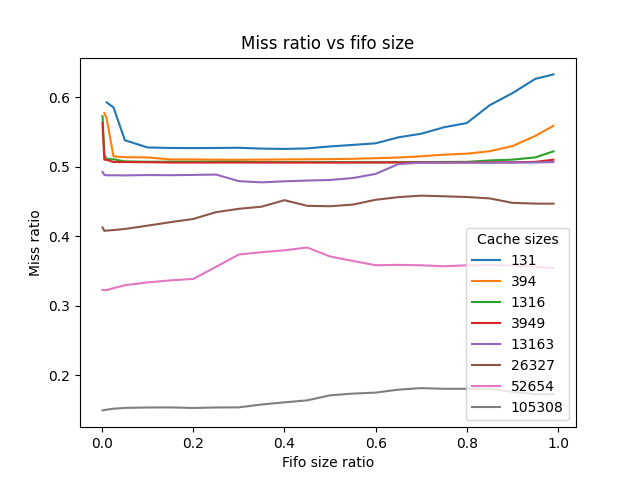 Miss ratio vs fifo size
Miss ratio
0.6
0.5
0.4
0.3
0.2
Cache sizes
131
394
1316
3949
13163
26327
52654
105308
0.0 0.2 0.4 0.6 0.8 1.0
Fifo size ratio